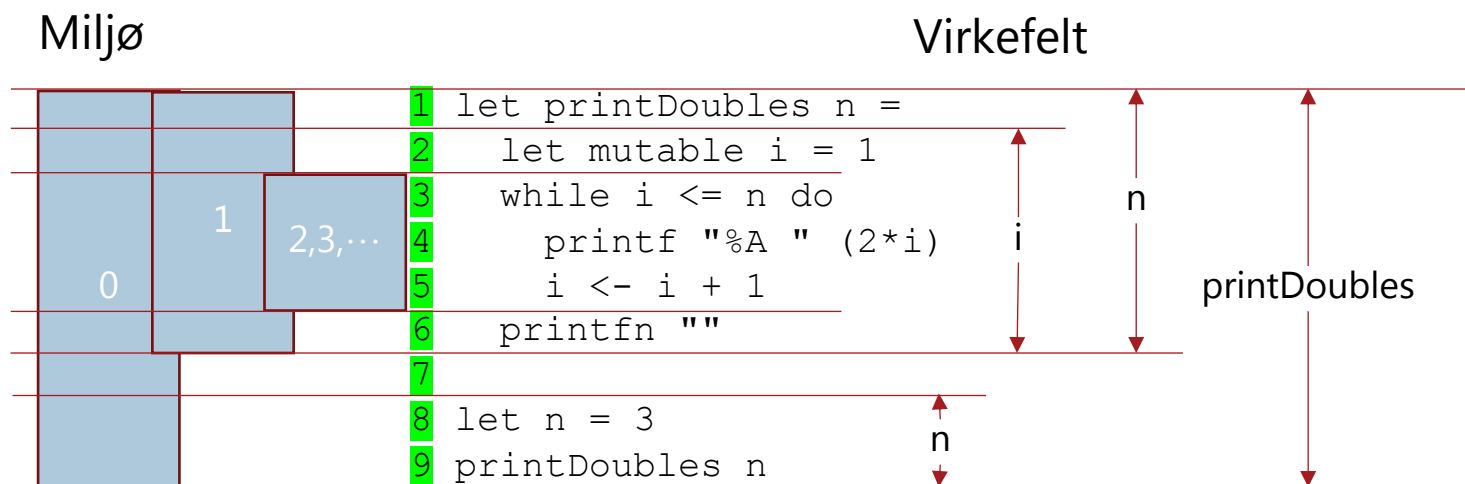 Miljø
Virkefelt
1 let printDoubles n =
2 let mutable i = 1
3 while i <= n do
4 printf "%A " (2*i)
5 i <- i + 1
6 printfn ""
7
8 let n = 3
9 printDoubles n
0
1
2,3,⋯
i
n
n
printDoubles